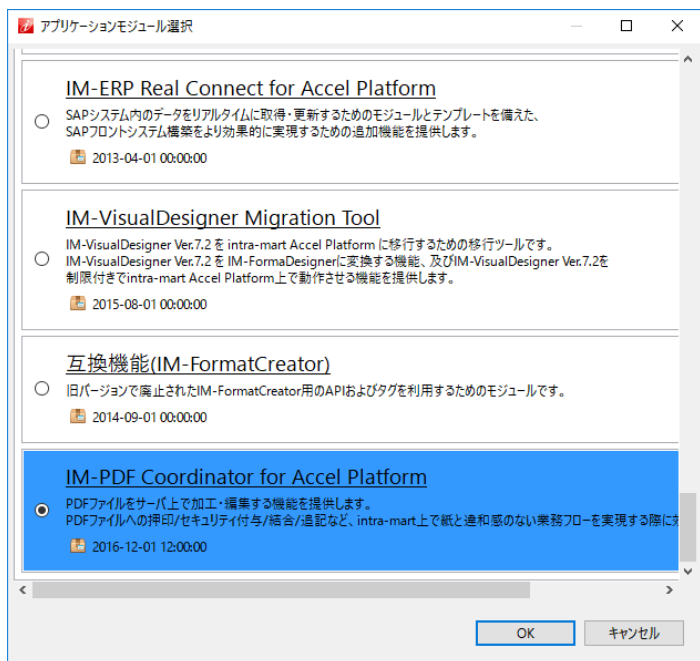 アプリケーションモジュール選択
IM-ERP Real Connect for Accel Platform
SAPシステム内のデータをリアルタイムに取得・更新するためのモジュールとテンプレートを備えた、
SAPフロントシステム構築をより効果的に実現するための追加機能を提供します。
2013-04-01 00:00:00
IM-VisualDesigner Migration Tool
IM-VisualDesigner Ver.7.2 を intra-mart Accel Platform に移行するための移行ツールです。
IM-VisualDesigner Ver.7.2 を IM-FormaDesignerに変換する機能、及びIM-VisualDesigner Ver.7.2を
制限付きでintra-mart Accel Platform上で動作させる機能を提供します。
2015-08-01 00:00:00
互換機能(IM-FormatCreator)
旧バージョンで廃止されたIM-FormatCreator用のAPIおよびタグを利用するためのモジュールです。
2014-09-01 00:00:00
IM-PDF Coordinator for Accel Platform
PDFファイルをサーバ上で加工・編集する機能を提供します。
PDFファイルへの押印/セキュリティ付与/結合/追記など、intra-mart上で紙と違和感のない業務フローを実現する際に
2016-12-01 12:00:00
OK
キャンセル